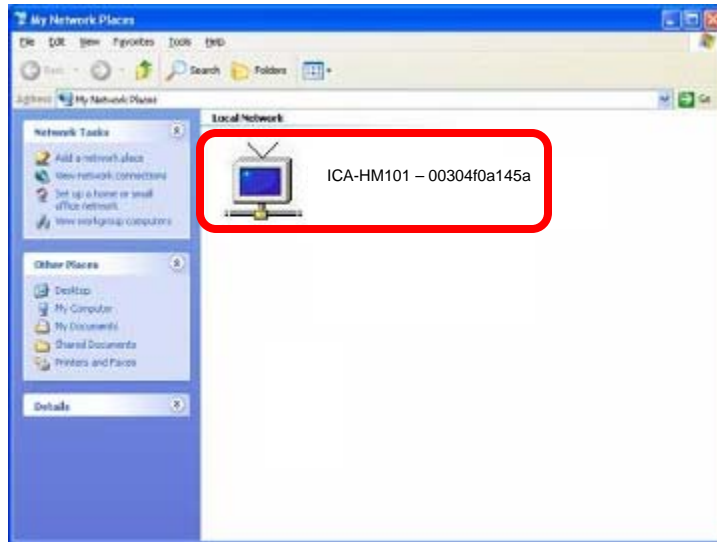 My Network Places
File Edit View Favorites Tools Help
Back Search Folders
Address My Network Places Go
Local Network
Network Tasks
Add a network place
View network connections
Set up a home or small
office network
View workgroup computers
ICA-HM101 – 00304f0a145a
Other Places
Desktop
My Computer
My Documents
Shared Documents
Printers and Faxes
Details